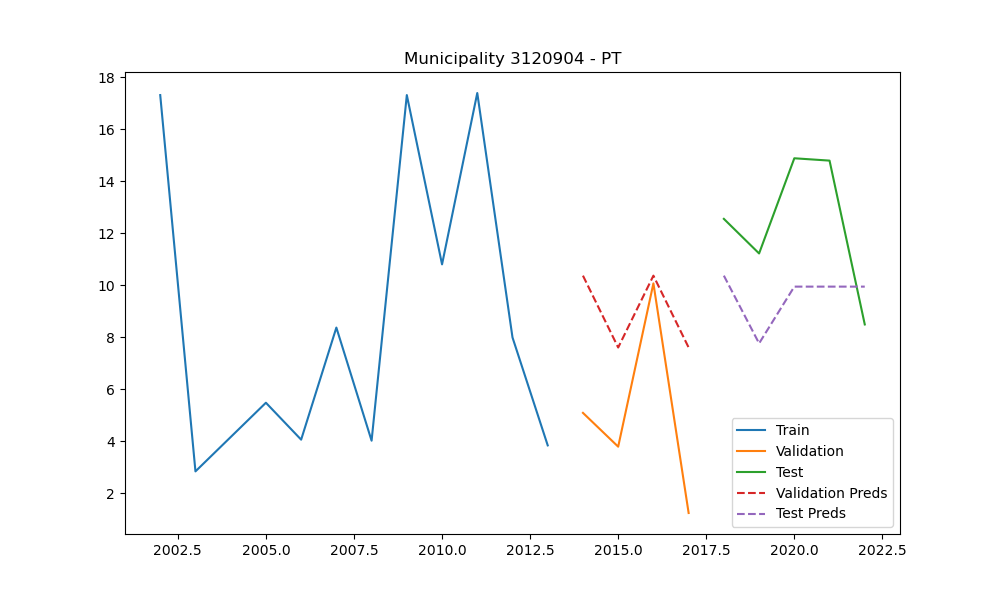 Municipality 3120904 - PT
18
16
14
12
10
8
6
4
2
Train
Validation
Test
Validation Preds
Test Preds
2002.5 2005.0 2007.5 2010.0 2012.5 2015.0 2017.5 2020.0 2022.5